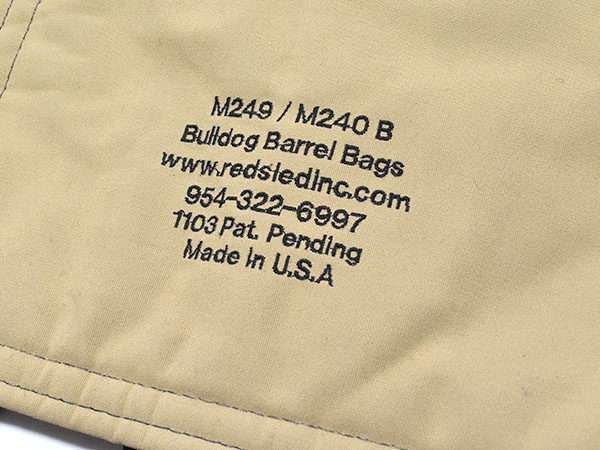 M249 / M240 B
Bulldog Barrel Bags
www.redsledinc.com
954-322-6997
1103 Pat. Pending
Made in U.S.A